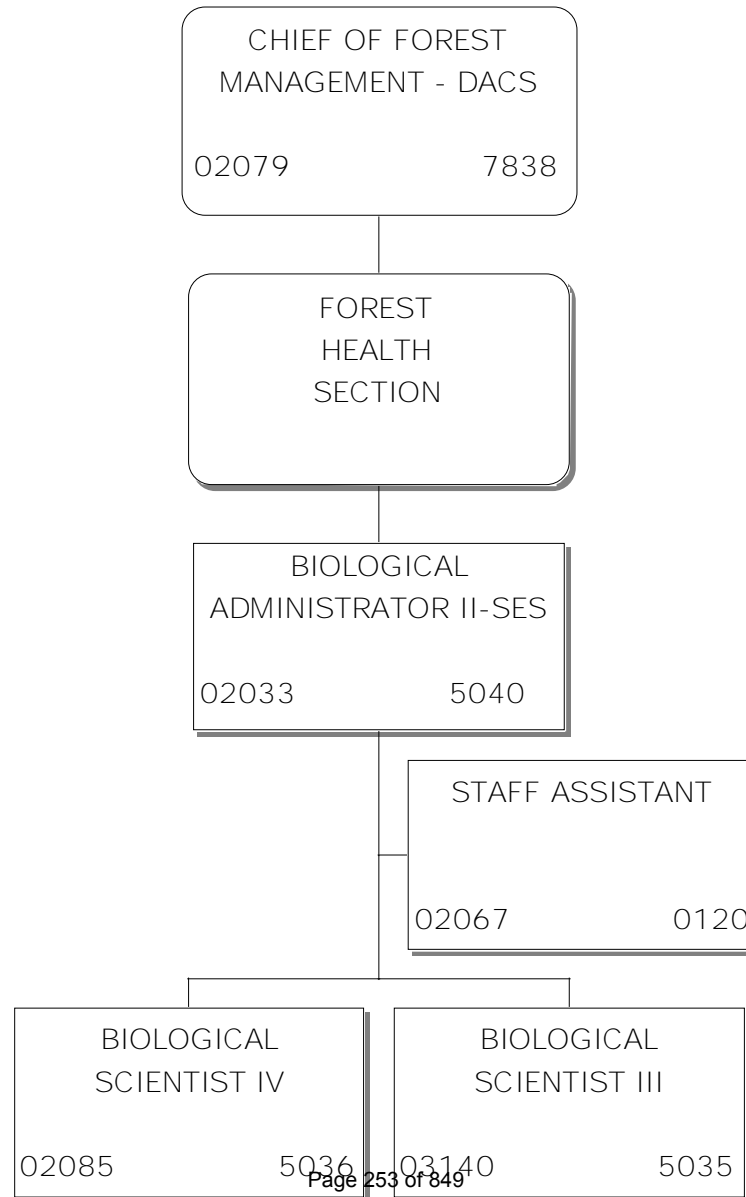 CHIEF OF FOREST
MANAGEMENT - DACS
02079 7838
FOREST
HEALTH
SECTION
BIOLOGICAL
ADMINISTRATOR II-SES
02033 5040
STAFF ASSISTANT
02067 0120
BIOLOGICAL
SCIENTIST IV
02085 5036
BIOLOGICAL
SCIENTIST III
03140 5035
Page 253 of 849